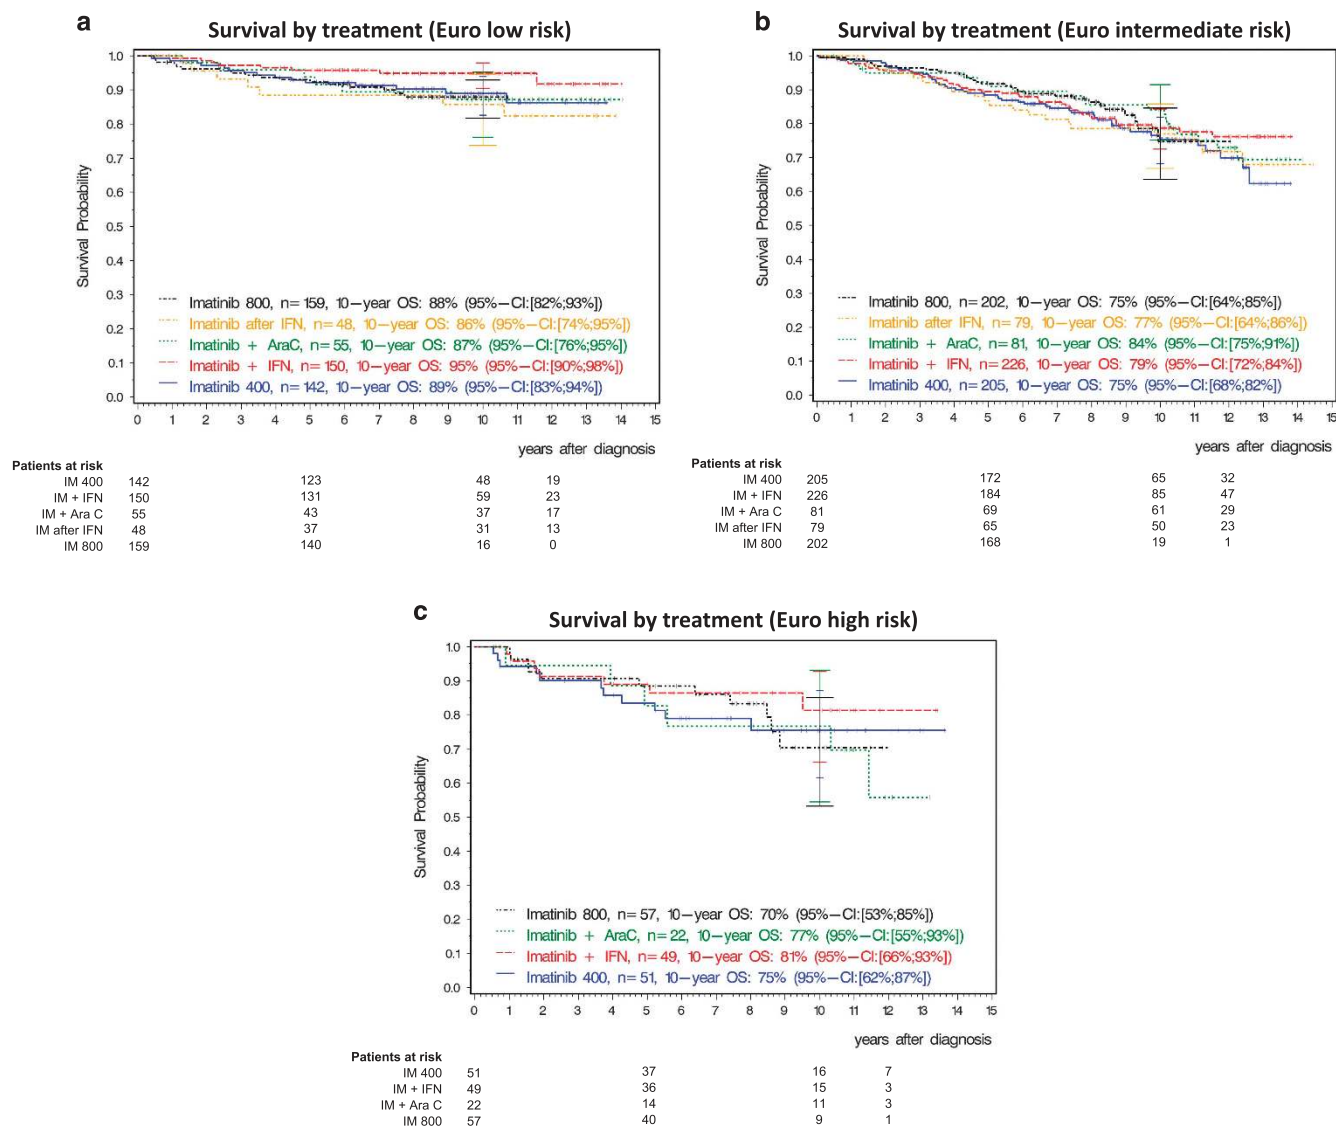 a
Survival by treatment (Euro low risk)
1.0
0.9
0.8
0.7
0.6
0.5
0.4
0.3
0.2
0.1
0.0
Survival Probability
Imatinib 800, n=159, 10-year OS: 88% (95%-CI:[82%;93%])
Imatinib after IFN, n=48, 10-year OS: 86% (95%-CI:[74%;95%])
Imatinib + AraC, n=55, 10-year OS: 87% (95%-CI:[76%;95%])
Imatinib + IFN, n=150, 10-year OS: 95% (95%-CI:[90%;98%])
Imatinib 400, n=142, 10-year OS: 89% (95%-CI:[83%;94%])
0 1 2 3 4 5 6 7 8 9 10 11 12 13 14 15
years after diagnosis
Patients at risk
IM 400 142 123 48 19
IM + IFN 150 131 59 23
IM + Ara C 55 43 37 17
IM after IFN 48 37 31 13
IM 800 159 140 16 0
b
Survival by treatment (Euro intermediate risk)
1.0
0.9
0.8
0.7
0.6
0.5
0.4
0.3
0.2
0.1
0.0
Survival Probability
Imatinib 800, n=202, 10-year OS: 75% (95%-CI:[64%;85%])
Imatinib after IFN, n=79, 10-year OS: 77% (95%-CI:[64%;86%])
Imatinib + AraC, n=81, 10-year OS: 84% (95%-CI:[75%;91%])
Imatinib + IFN, n=226, 10-year OS: 79% (95%-CI:[72%;84%])
Imatinib 400, n=205, 10-year OS: 75% (95%-CI:[68%;82%])
0 1 2 3 4 5 6 7 8 9 10 11 12 13 14 15
years after diagnosis
Patients at risk
IM 400 205 172 65 32
IM + IFN 226 184 85 47
IM + Ara C 81 69 61 29
IM after IFN 79 65 50 23
IM 800 202 168 19 1
c
Survival by treatment (Euro high risk)
1.0
0.9
0.8
0.7
0.6
0.5
0.4
0.3
0.2
0.1
0.0
Survival Probability
Imatinib 800, n=57, 10-year OS: 70% (95%-CI:[53%;85%])
Imatinib + AraC, n=22, 10-year OS: 77% (95%-CI:[55%;93%])
Imatinib + IFN, n=49, 10-year OS: 81% (95%-CI:[66%;93%])
Imatinib 400, n=51, 10-year OS: 75% (95%-CI:[62%;87%])
0 1 2 3 4 5 6 7 8 9 10 11 12 13 14 15
years after diagnosis
Patients at risk
IM 400 51 37 16 7
IM + IFN 49 36 15 3
IM + Ara C 22 14 11 3
IM 800 57 40 9 1